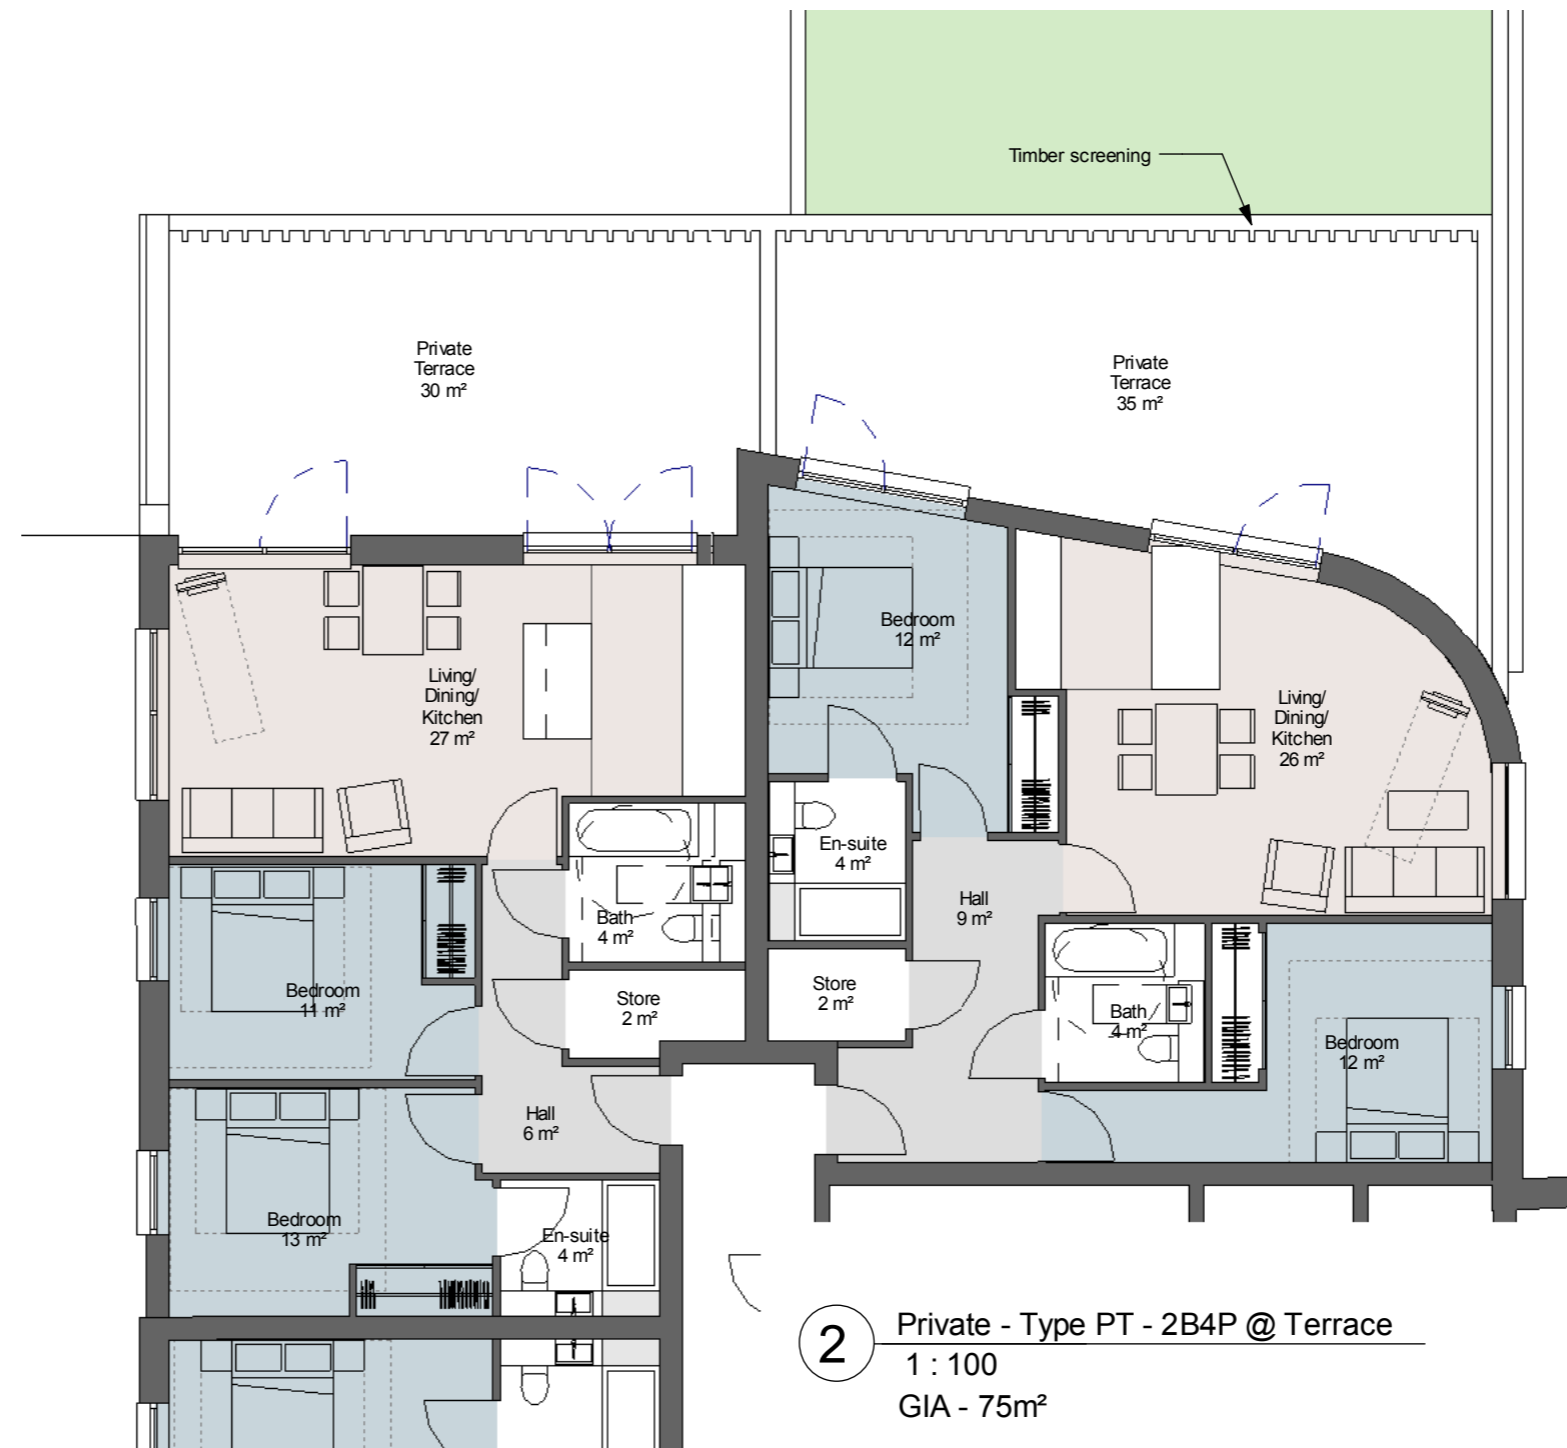 Timber screening
Private
Terrace
30 m²
Private
Terrace
35 m²
Bedroom
12 m²
Living/
Dining/
Kitchen
27 m²
Living/
Dining/
Kitchen
26 m²
En-suite
4 m²
Hall
9 m²
Bath
4 m²
Bedroom
11 m²
Store
2 m²
Store
2 m²
Bath
4 m²
Bedroom
12 m²
Hall
6 m²
Bedroom
13 m²
En-suite
4 m²
2
Private - Type PT - 2B4P @ Terrace
1 : 100
GIA - 75m²